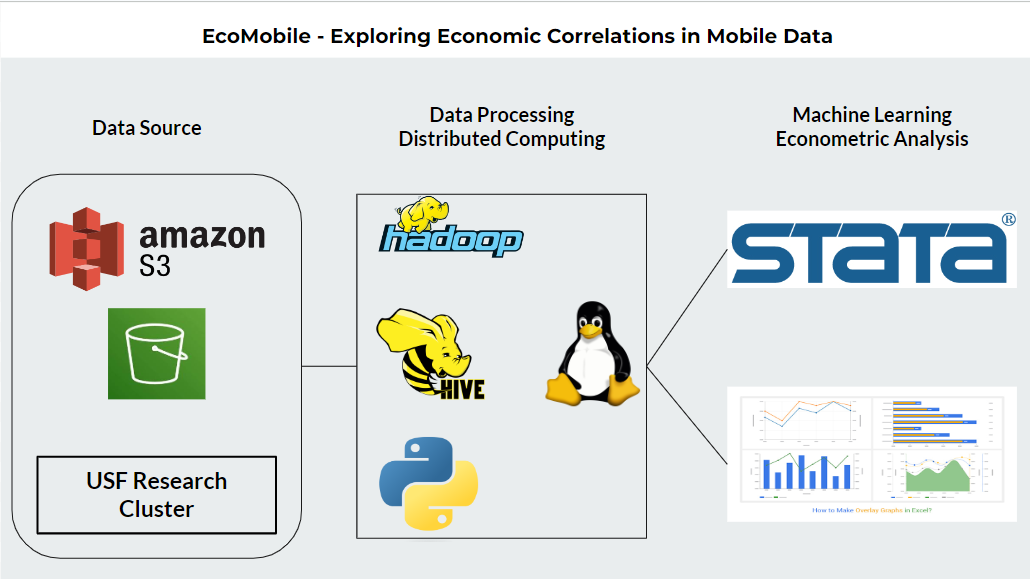 EcoMobile - Exploring Economic Correlations in Mobile Data
Data Source
Data Processing
Distributed Computing
Machine Learning
Econometric Analysis
amazon
S3
USF Research
Cluster
hadoop
HIVE
STATA®
How to Make Overlay Graphs in Excel?